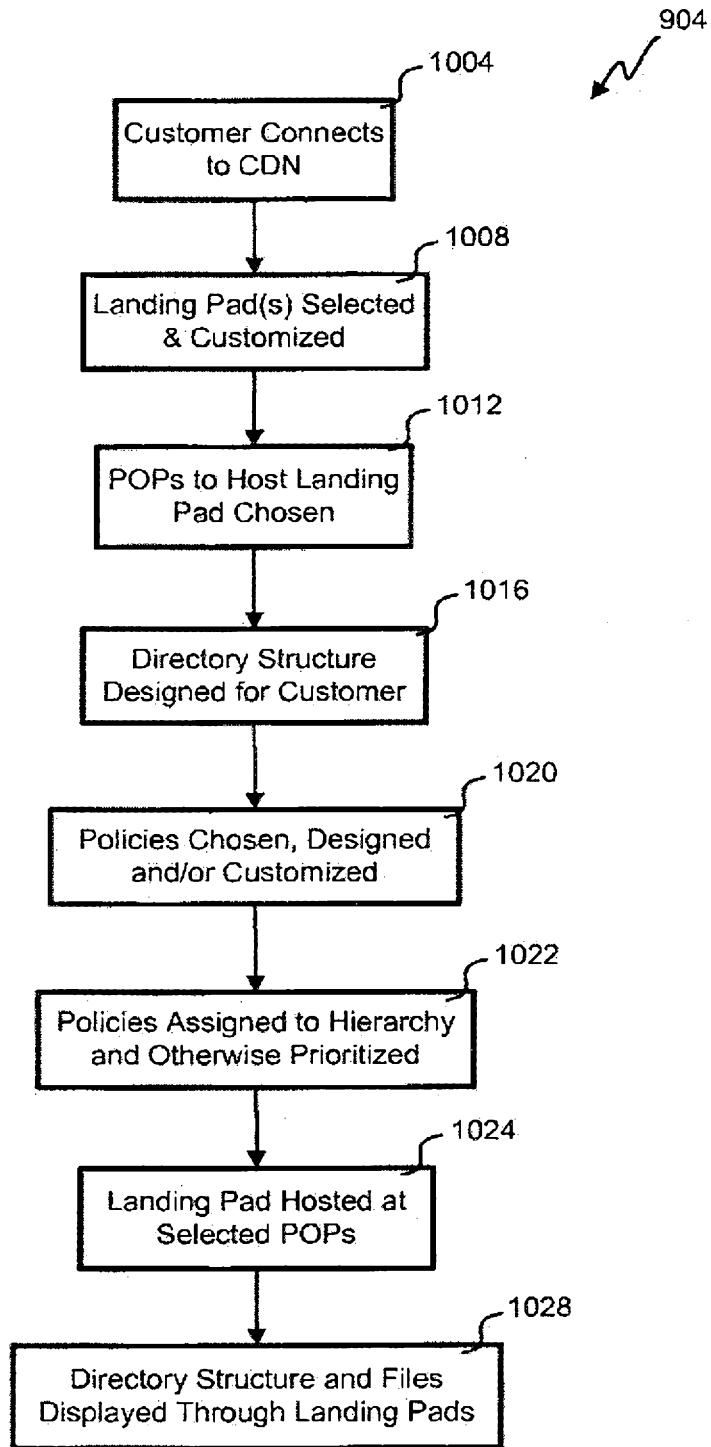 904
1004
Customer Connects
to CDN
1008
Landing Pad(s) Selected
& Customized
1012
POPs to Host Landing
Pad Chosen
1016
Directory Structure
Designed for Customer
1020
Policies Chosen, Designed
and/or Customized
1022
Policies Assigned to Hierarchy
and Otherwise Prioritized
1024
Landing Pad Hosted at
Selected POPs
1028
Directory Structure and Files
Displayed Through Landing Pads